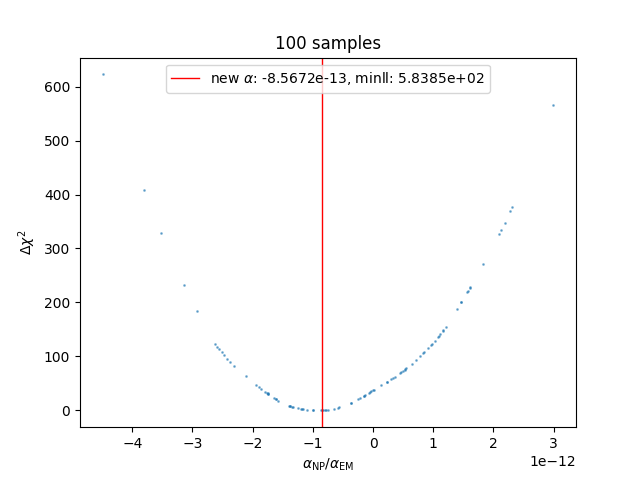 100 samples
new α: -8.5672e-13, minll: 5.8385e+02
600
500
400
300
200
100
0
Δχ²
−4 −3 −2 −1 0 1 2 3
1e−12
α_NP/α_EM